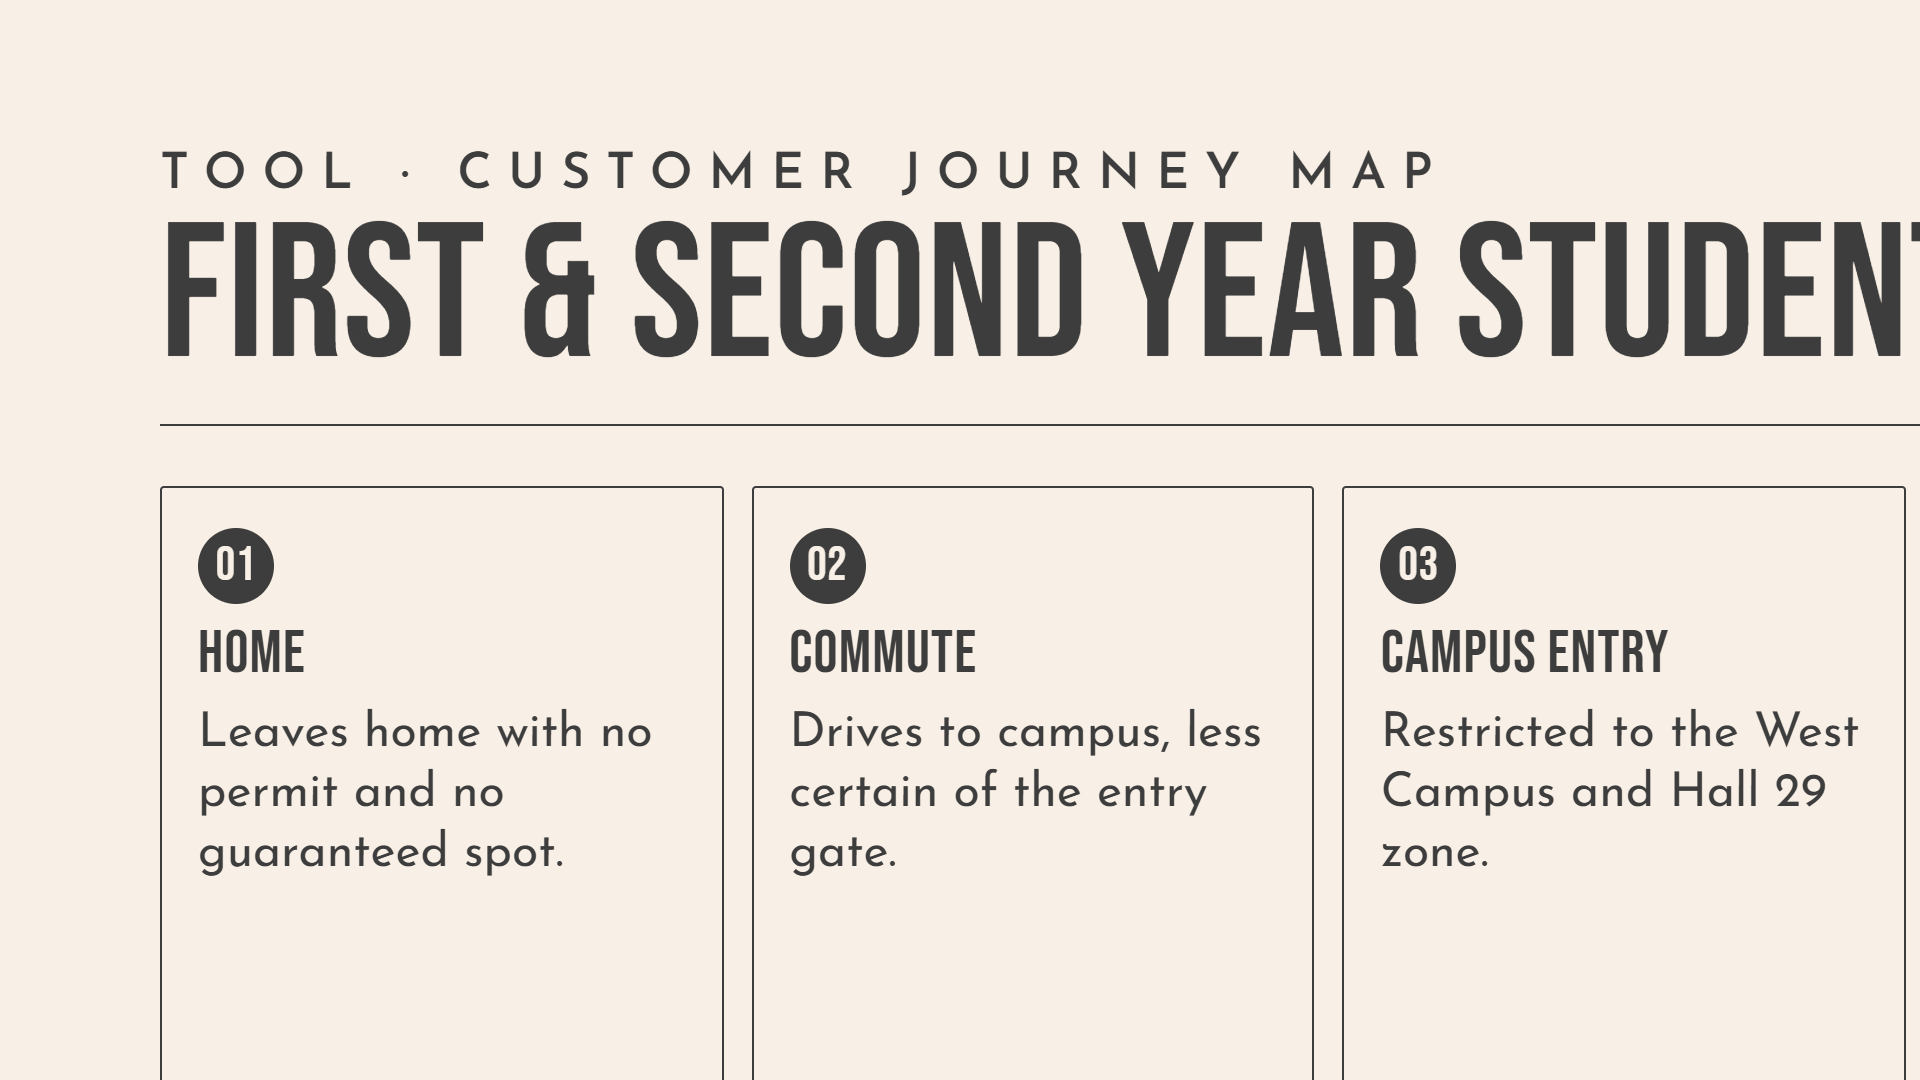 TOOL · CUSTOMER JOURNEY MAP
FIRST & SECOND YEAR STUDENT
01
HOME
Leaves home with no
permit and no
guaranteed spot.
02
COMMUTE
Drives to campus, less
certain of the entry
gate.
03
CAMPUS ENTRY
Restricted to the West
Campus and Hall 29
zone.